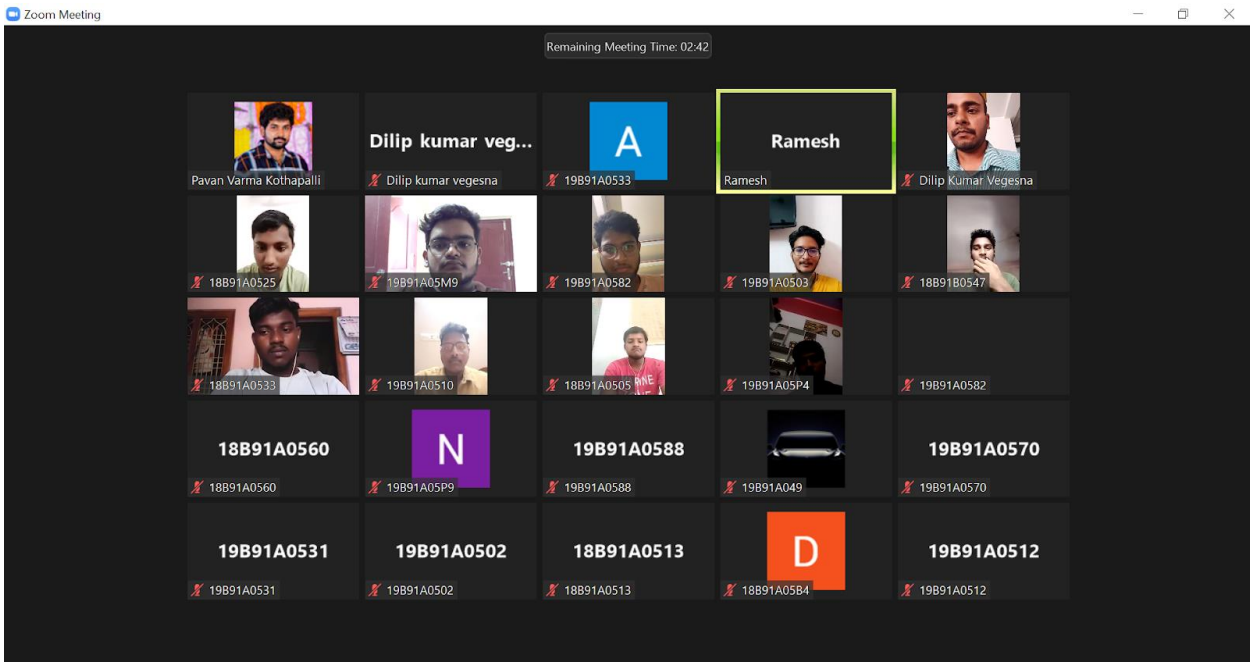 Zoom Meeting
Remaining Meeting Time: 02:42
Pavan Varma Kothapalli
Dilip kumar veg...
Dilip kumar vegesna
A
19B91A0533
Ramesh
Ramesh
Dilip Kumar Vegesna
18B91A0525
19B91A05M9
19B91A0582
19B91A0503
18B91B0547
18B91A0533
19B91A0510
18B91A0505
19B91A05P4
19B91A0582
18B91A0560
18B91A0560
N
19B91A05P9
19B91A0588
19B91A0588
19B91A049
19B91A0570
19B91A0570
19B91A0531
19B91A0531
19B91A0502
19B91A0502
18B91A0513
18B91A0513
D
18B91A05B4
19B91A0512
19B91A0512